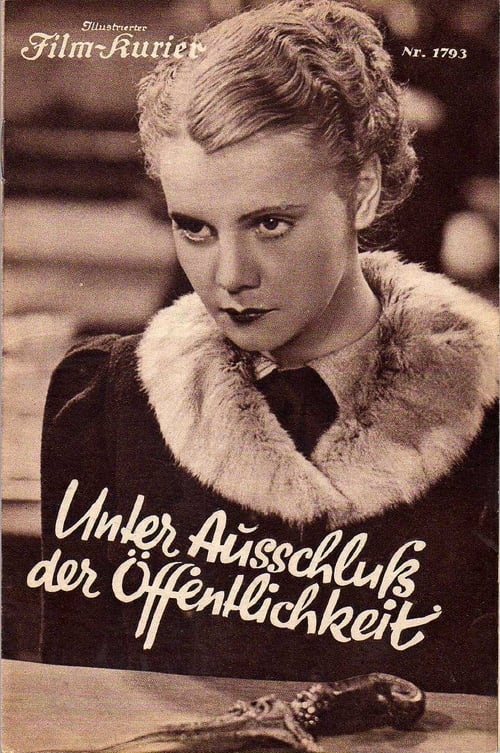 Illustrierter
Film-Kurier
Nr. 1793
Unter Ausschluß
der Öffentlichkeit